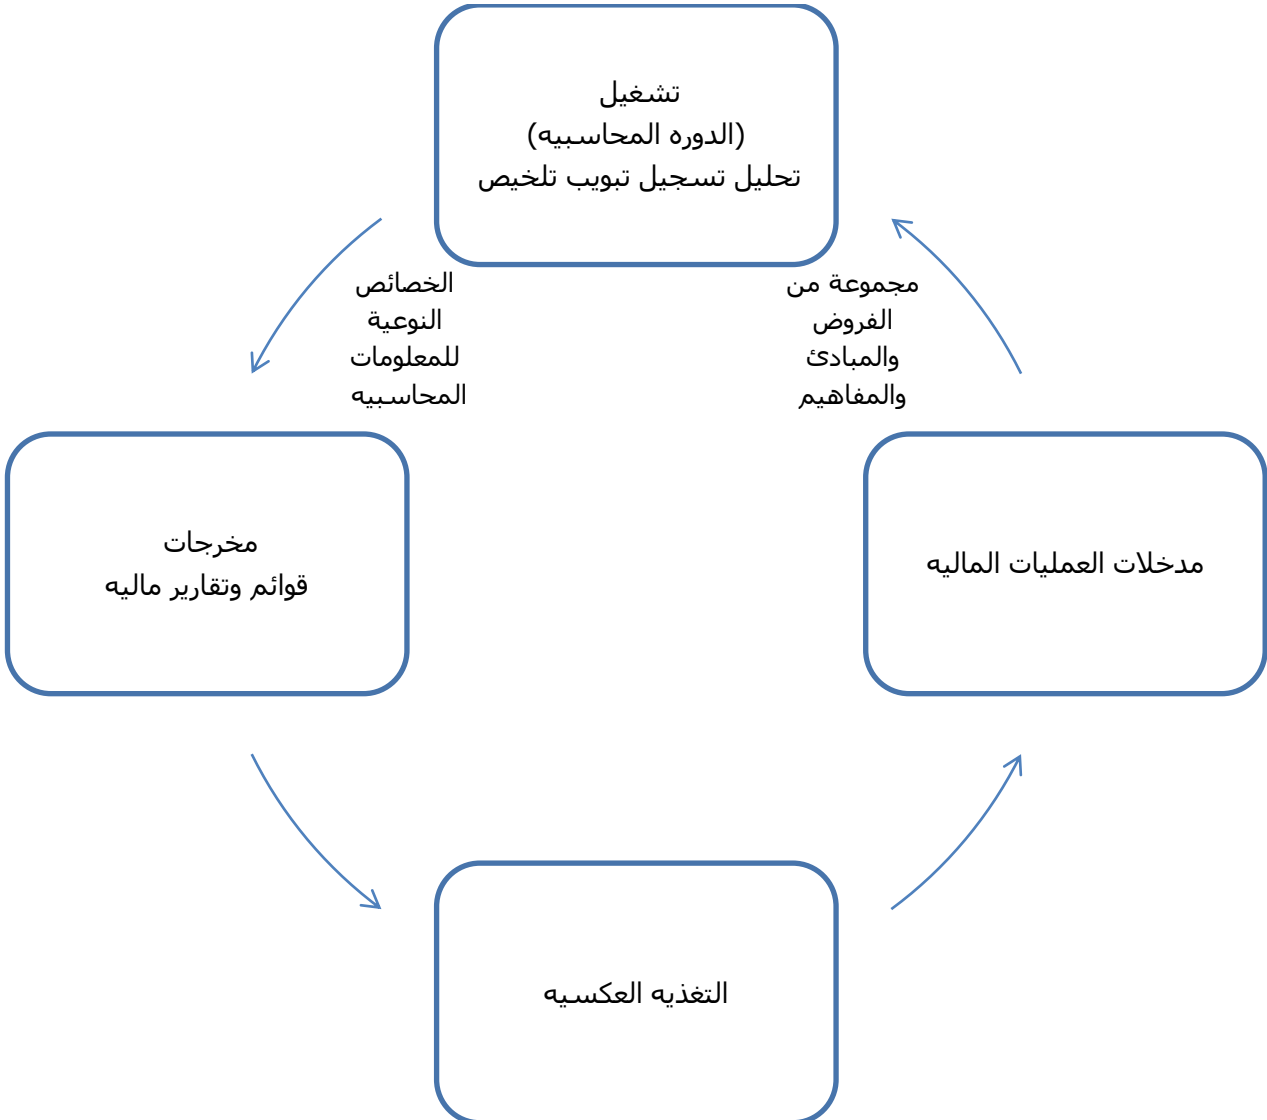 تشغيل
(الدوره المحاسبيه)
تحليل تسجيل تبويب تلخيص
مجموعة من
الفروض
والمبادئ
والمفاهيم
الخصائص
النوعية
للمعلومات
المحاسبيه
مدخلات العمليات الماليه
مخرجات
قوائم وتقارير ماليه
التغذيه العكسيه